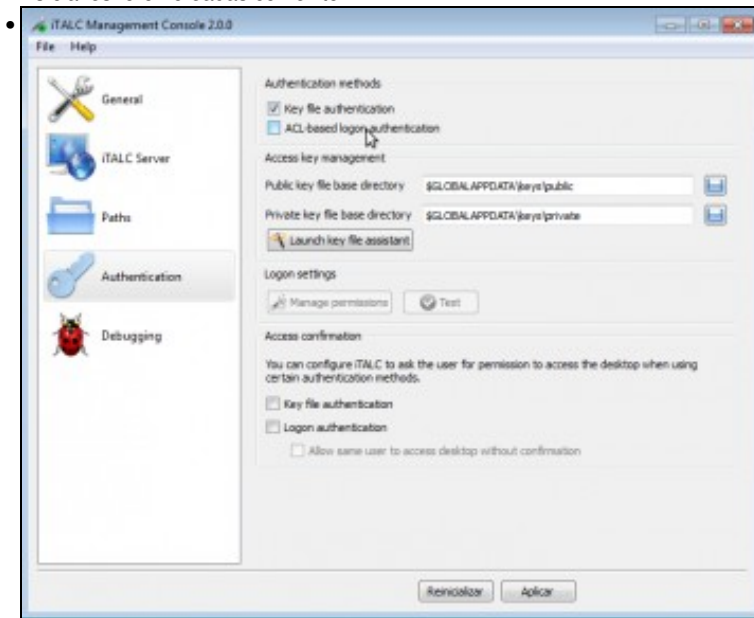 iTALC Management Console 2.0.0
File Help
General
iTALC Server
Paths
Authentication
Debugging
Authentication methods
Key file authentication
ACL-based logon authentication
Access key management
Public key file base directory $GLOBALAPPDATA\keys\public
Private key file base directory $GLOBALAPPDATA\keys\private
Launch key file assistant
Logon settings
Manage permissions Test
Access confirmation
You can configure iTALC to ask the user for permission to access the desktop when using
certain authentication methods.
Key file authentication
Logon authentication
Allow same user to access desktop without confirmation
Reinicializar Aplicar